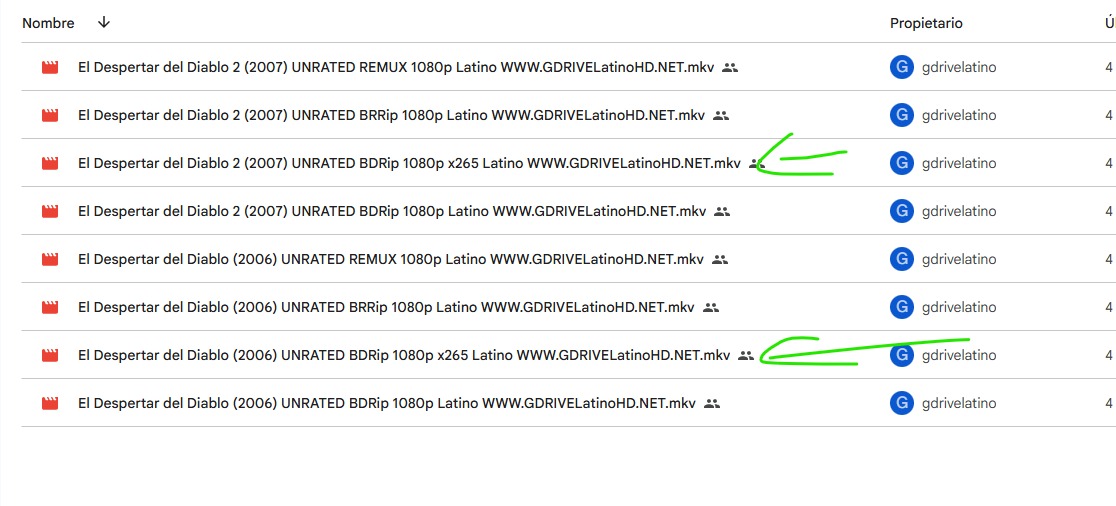 Nombre ↓ Propietario Ú
El Despertar del Diablo 2 (2007) UNRATED REMUX 1080p Latino WWW.GDRIVELatinoHD.NET.mkv G gdrivelatino 4
El Despertar del Diablo 2 (2007) UNRATED BRRip 1080p Latino WWW.GDRIVELatinoHD.NET.mkv G gdrivelatino 4
El Despertar del Diablo 2 (2007) UNRATED BDRip 1080p x265 Latino WWW.GDRIVELatinoHD.NET.mkv G gdrivelatino 4
El Despertar del Diablo 2 (2007) UNRATED BDRip 1080p Latino WWW.GDRIVELatinoHD.NET.mkv G gdrivelatino 4
El Despertar del Diablo (2006) UNRATED REMUX 1080p Latino WWW.GDRIVELatinoHD.NET.mkv G gdrivelatino 4
El Despertar del Diablo (2006) UNRATED BRRip 1080p Latino WWW.GDRIVELatinoHD.NET.mkv G gdrivelatino 4
El Despertar del Diablo (2006) UNRATED BDRip 1080p x265 Latino WWW.GDRIVELatinoHD.NET.mkv G gdrivelatino 4
El Despertar del Diablo (2006) UNRATED BDRip 1080p Latino WWW.GDRIVELatinoHD.NET.mkv G gdrivelatino 4